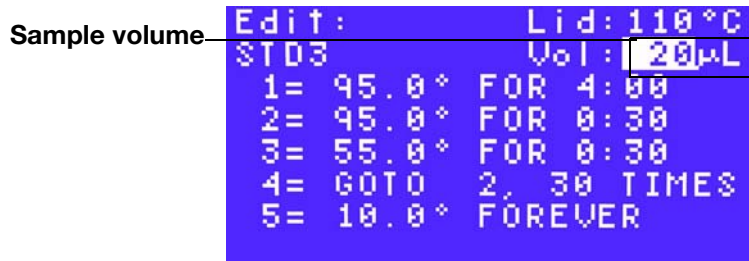 Sample volume
Edit: Lid:110°C
STD3 Vol: 20µL
1= 95.0° FOR 4:00
2= 95.0° FOR 0:30
3= 55.0° FOR 0:30
4= GOTO 2, 30 TIMES
5= 10.0° FOREVER